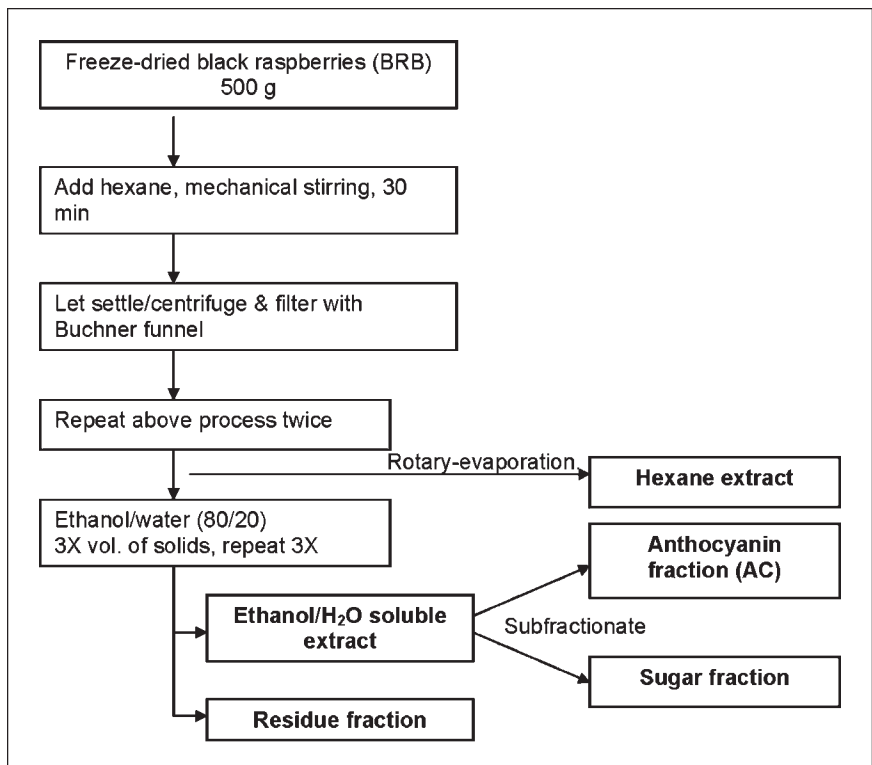 Freeze-dried black raspberries (BRB)
500 g
Add hexane, mechanical stirring, 30
min
Let settle/centrifuge & filter with
Buchner funnel
Repeat above process twice
Rotary-evaporation
Hexane extract
Ethanol/water (80/20)
3X vol. of solids, repeat 3X
Anthocyanin
fraction (AC)
Ethanol/H₂O soluble
extract
Subfractionate
Sugar fraction
Residue fraction